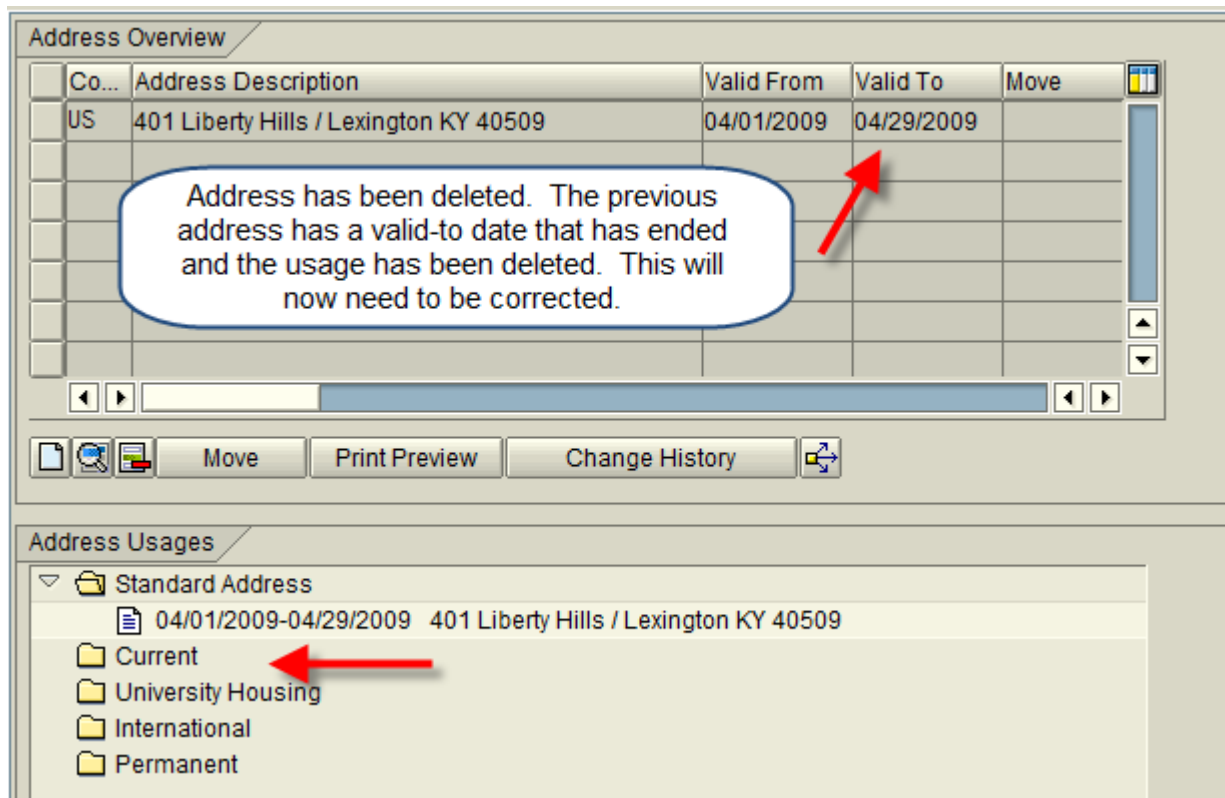 Address Overview
Co... Address Description Valid From Valid To Move
US 401 Liberty Hills / Lexington KY 40509 04/01/2009 04/29/2009
Address has been deleted. The previous
address has a valid-to date that has ended
and the usage has been deleted. This will
now need to be corrected.
Move Print Preview Change History
Address Usages
Standard Address
04/01/2009-04/29/2009 401 Liberty Hills / Lexington KY 40509
Current
University Housing
International
Permanent